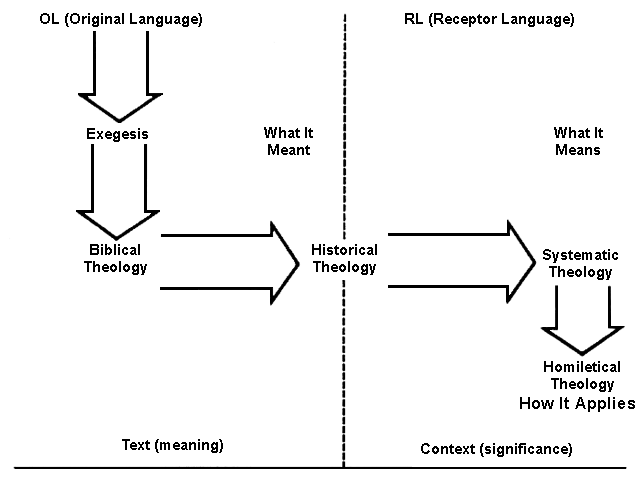 OL (Original Language)
RL (Receptor Language)
Exegesis
What It
Meant
What It
Means
Biblical
Theology
Historical
Theology
Systematic
Theology
Homiletical
Theology
How It Applies
Text (meaning)
Context (significance)